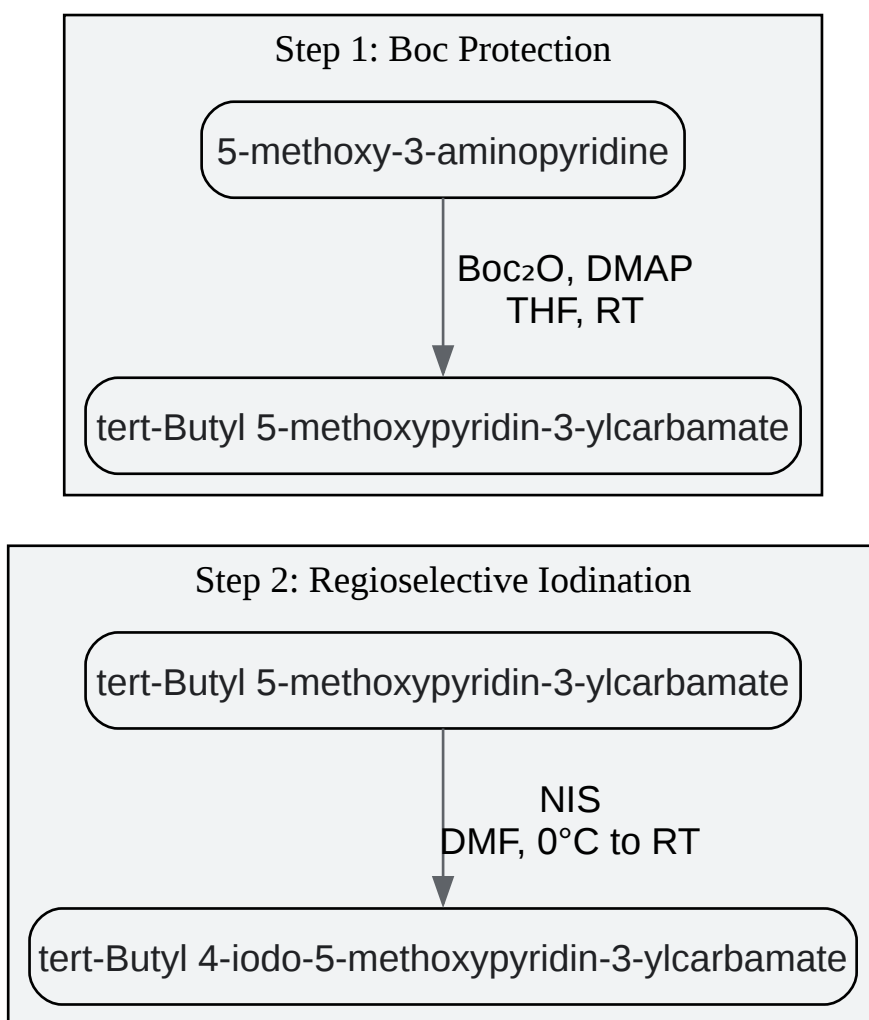 Step 1: Boc Protection
5-methoxy-3-aminopyridine
Boc₂O, DMAP
THF, RT
tert-Butyl 5-methoxypyridin-3-ylcarbamate
Step 2: Regioselective Iodination
tert-Butyl 5-methoxypyridin-3-ylcarbamate
NIS
DMF, 0°C to RT
tert-Butyl 4-iodo-5-methoxypyridin-3-ylcarbamate